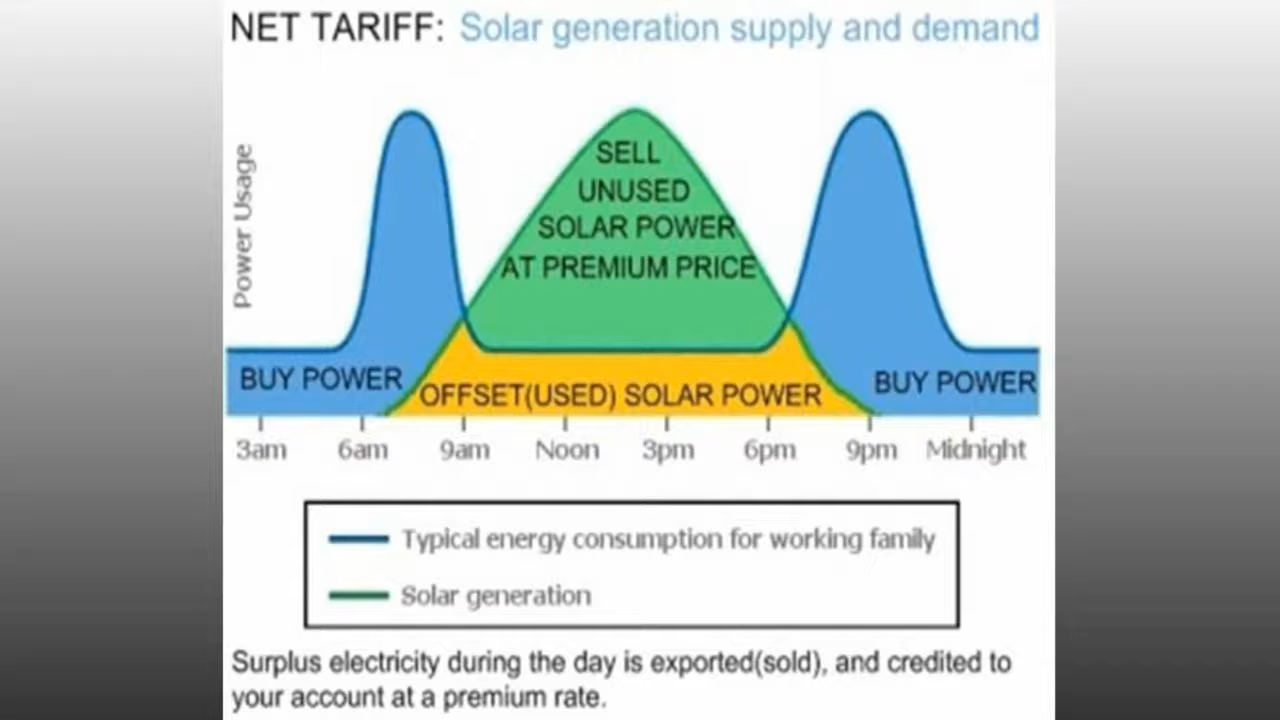 NET TARIFF: Solar generation supply and demand
Power Usage
SELL
UNUSED
SOLAR POWER
AT PREMIUM PRICE
BUY POWER
OFFSET(USED) SOLAR POWER
BUY POWER
3am 6am 9am Noon 3pm 6pm 9pm Midnight
Typical energy consumption for working family
Solar generation
Surplus electricity during the day is exported(sold), and credited to
your account at a premium rate.